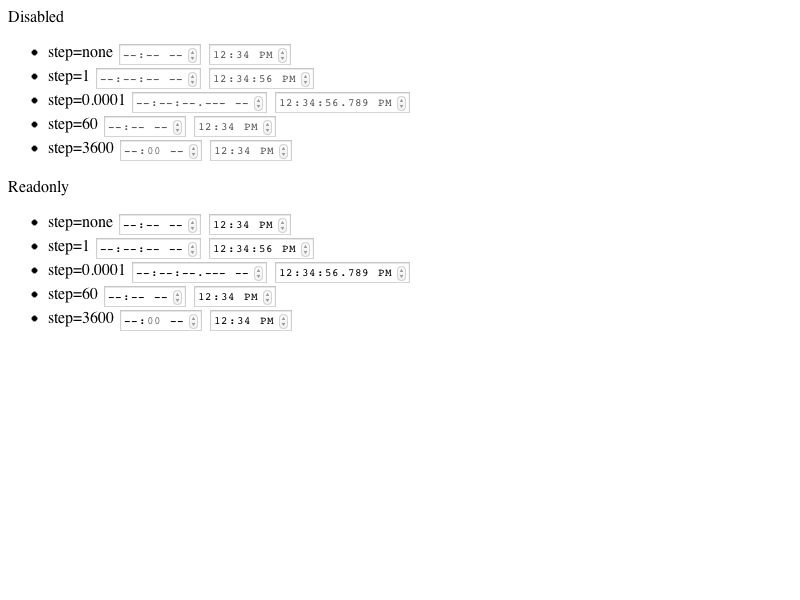 Disabled
step=none --:-- -- 12:34 PM
step=1 --:--:-- -- 12:34:56 PM
step=0.0001 --:--:--.--- -- 12:34:56.789 PM
step=60 --:-- -- 12:34 PM
step=3600 --:00 -- 12:34 PM
Readonly
step=none --:-- -- 12:34 PM
step=1 --:--:-- -- 12:34:56 PM
step=0.0001 --:--:--.--- -- 12:34:56.789 PM
step=60 --:-- -- 12:34 PM
step=3600 --:00 -- 12:34 PM